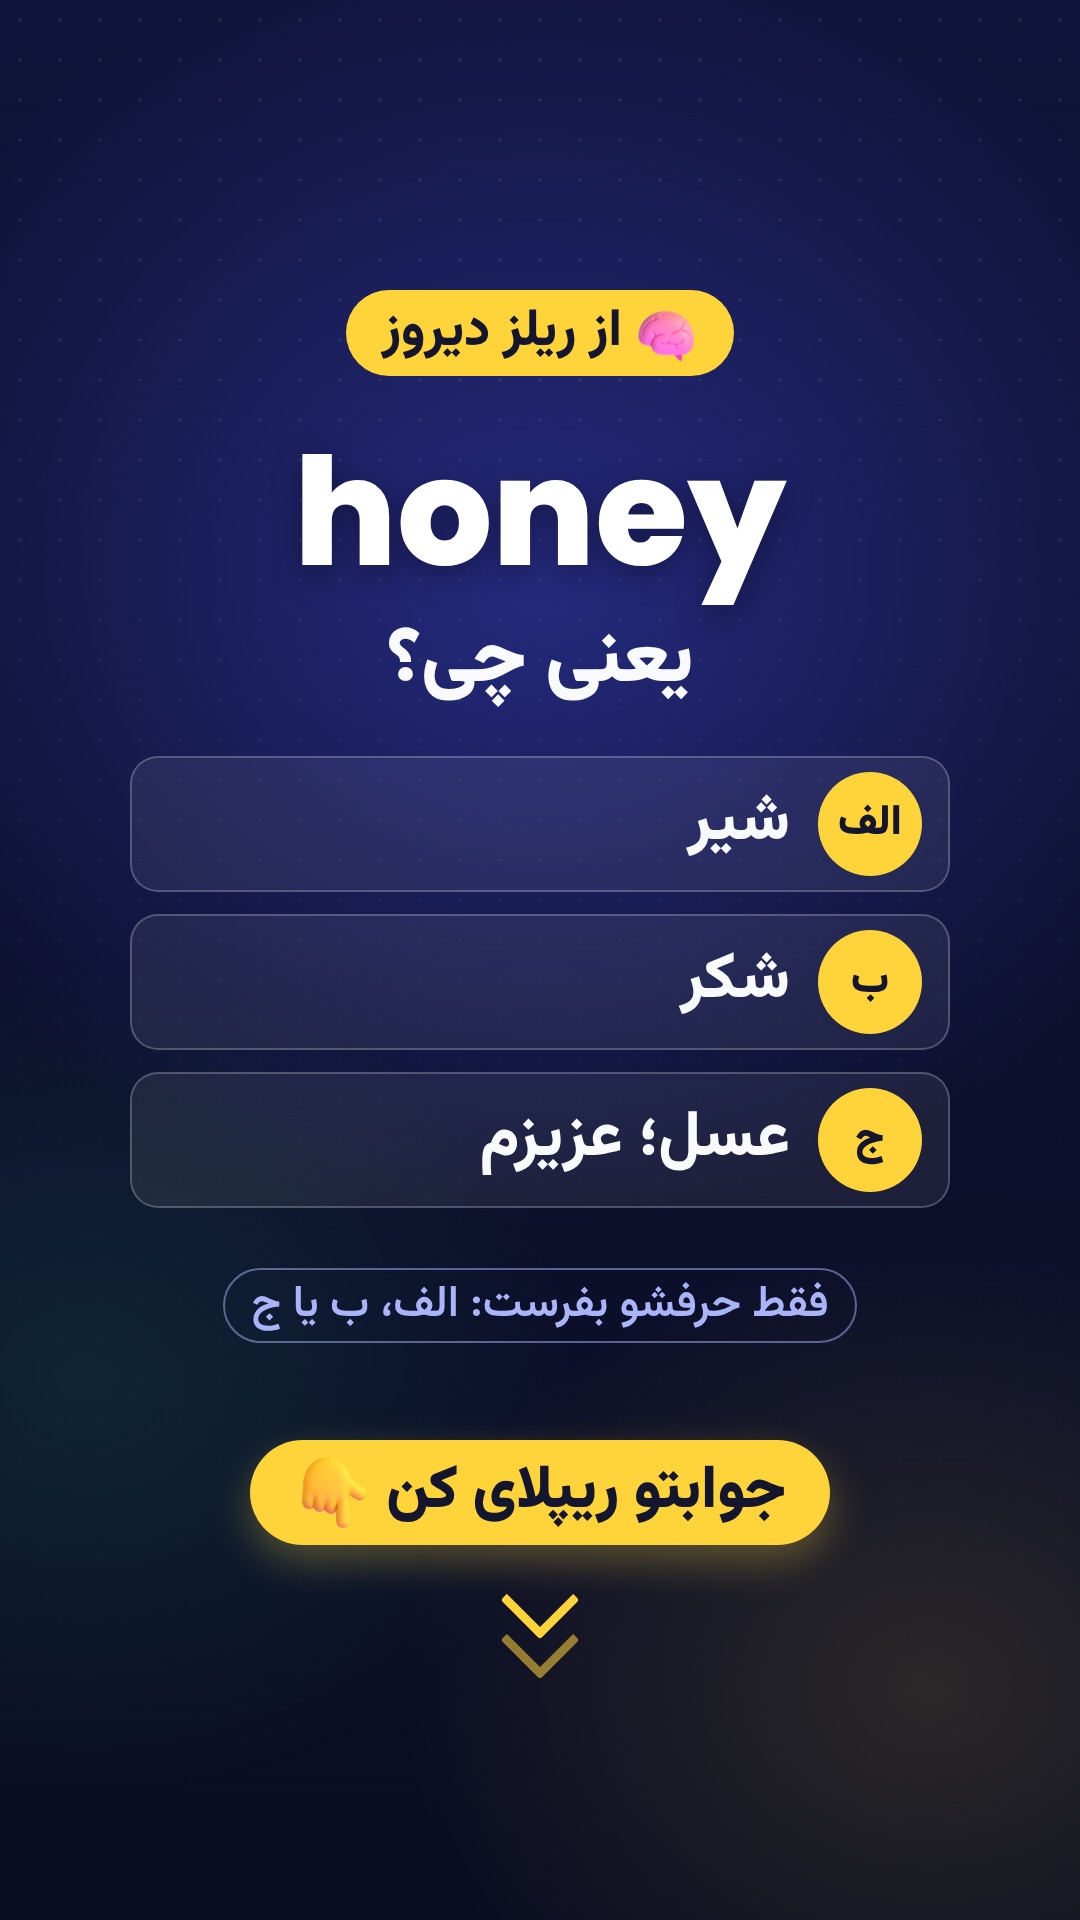 🧠 از ریلز دیروز
honey
یعنی چی؟
الف شیر
ب شکر
ج عسل؛ عزیزم
فقط حرفشو بفرست: الف، ب یا ج
جوابتو ریپلای کن 👇